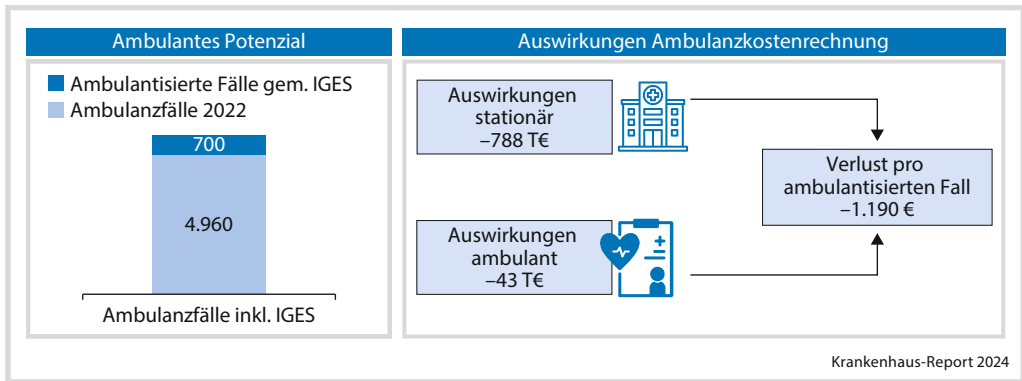 Ambulantes Potenzial
Ambulantisierte Fälle gem. IGES
Ambulanzfälle 2022
700
4.960
Ambulanzfälle inkl. IGES
Auswirkungen Ambulanzkostenrechnung
Auswirkungen
stationär
–788 T€
Auswirkungen
ambulant
–43 T€
Verlust pro
ambulantisierten Fall
–1.190 €
Krankenhaus-Report 2024